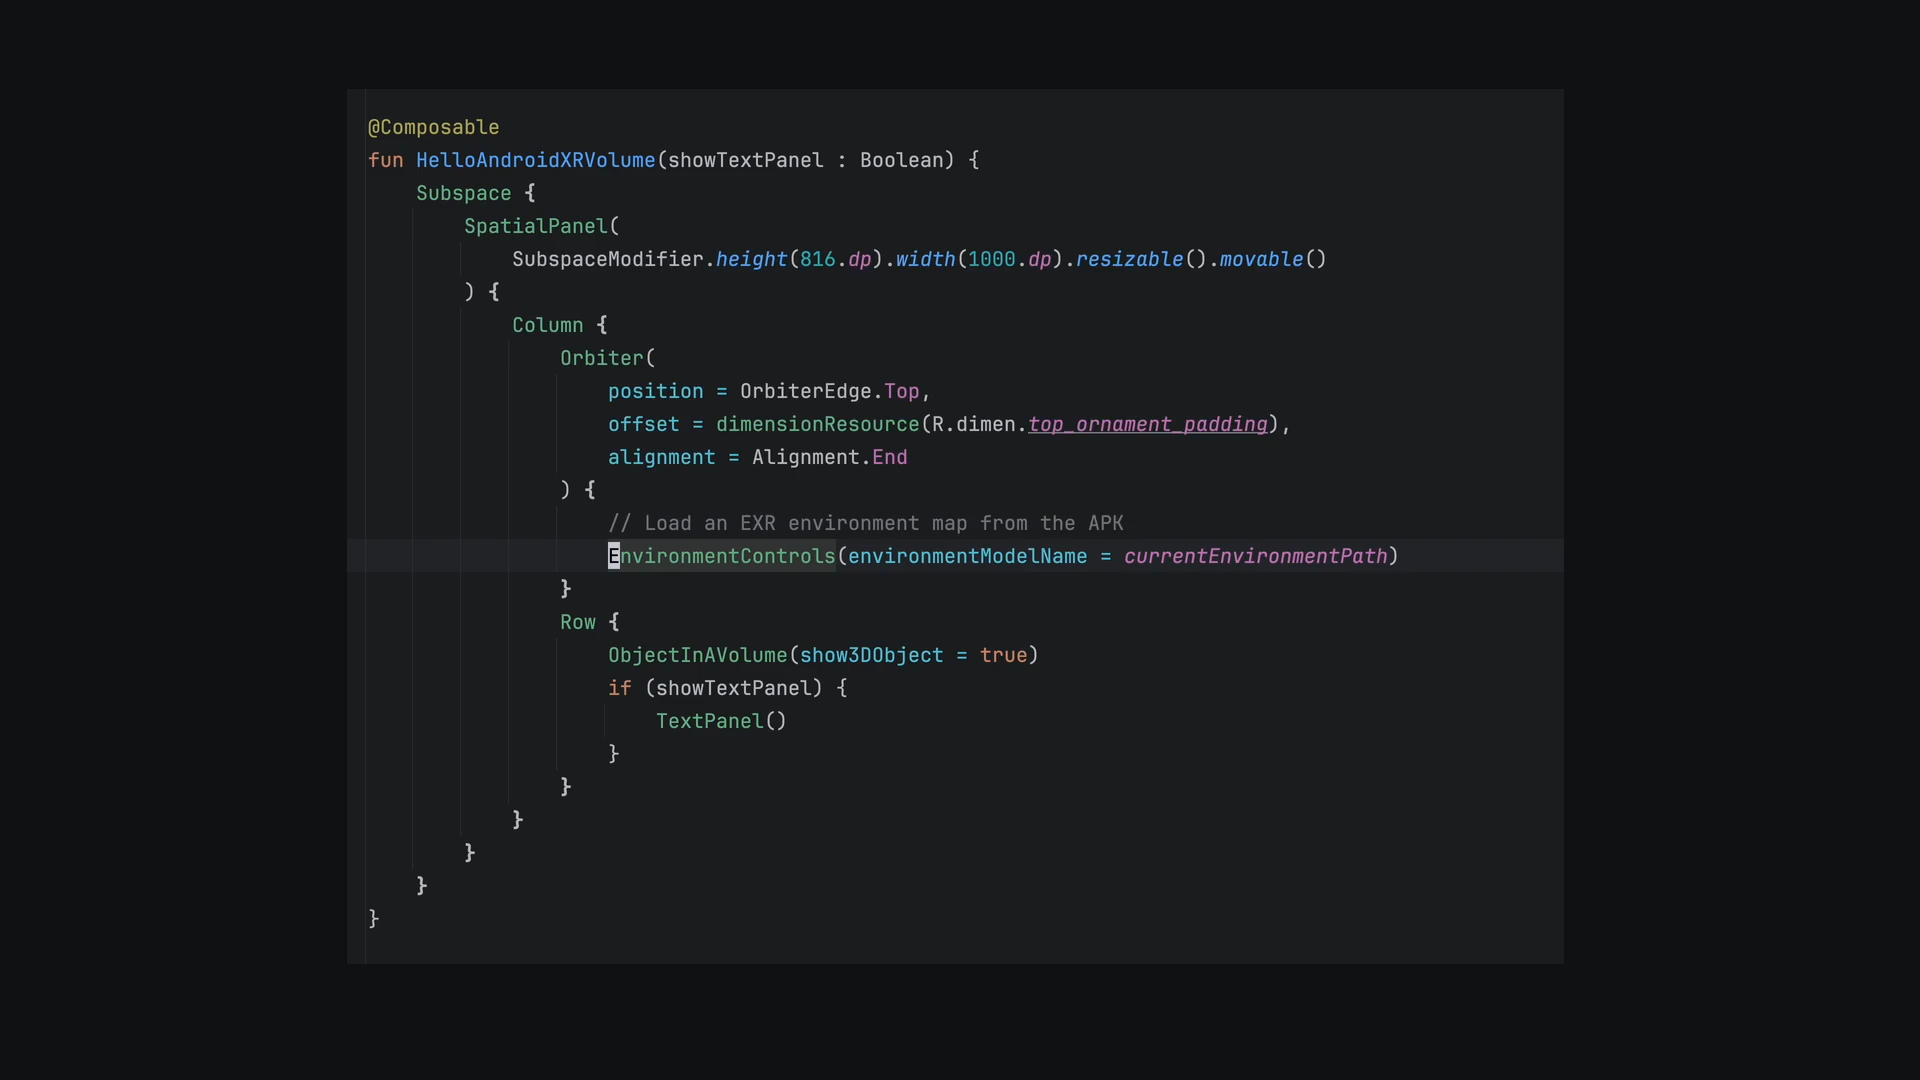 @Composable
fun HelloAndroidXRVolume(showTextPanel : Boolean) {
    Subspace {
        SpatialPanel(
            SubspaceModifier.height(816.dp).width(1000.dp).resizable().movable()
        ) {
            Column {
                Orbiter(
                    position = OrbiterEdge.Top,
                    offset = dimensionResource(R.dimen.top_ornament_padding),
                    alignment = Alignment.End
                ) {
                    // Load an EXR environment map from the APK
                    EnvironmentControls(environmentModelName = currentEnvironmentPath)
                }
                Row {
                    ObjectInAVolume(show3DObject = true)
                    if (showTextPanel) {
                        TextPanel()
                    }
                }
            }
        }
    }
}